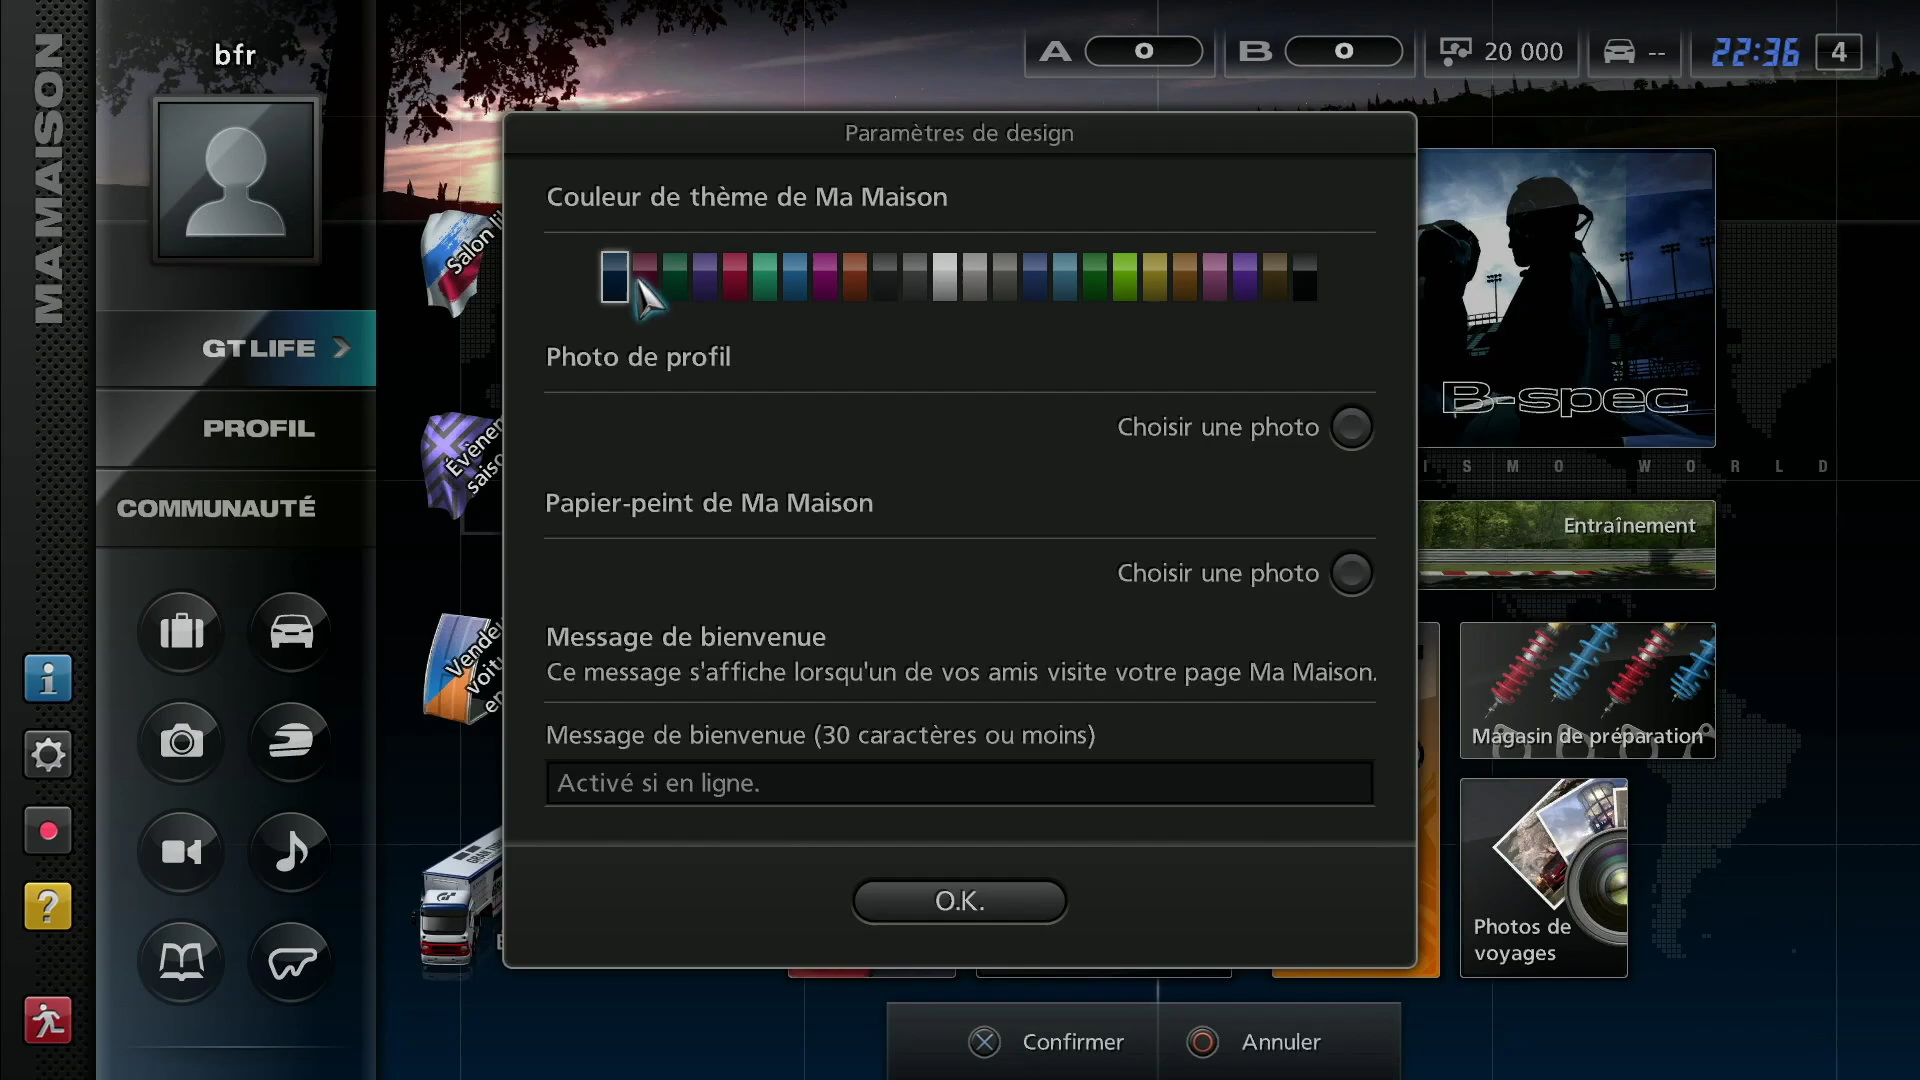 MA MAISON
bfr
A 0
B 0
20 000
--
22:36
4
GT LIFE
PROFIL
COMMUNAUTÉ
Paramètres de design
Couleur de thème de Ma Maison
Photo de profil
Choisir une photo
Papier-peint de Ma Maison
Choisir une photo
Message de bienvenue
Ce message s'affiche lorsqu'un de vos amis visite votre page Ma Maison.
Message de bienvenue (30 caractères ou moins)
Activé si en ligne.
O.K.
Salon
B-spec
I S M O W O R L D
Entraînement
Magasin de préparation
Photos de
voyages
Confirmer
Annuler